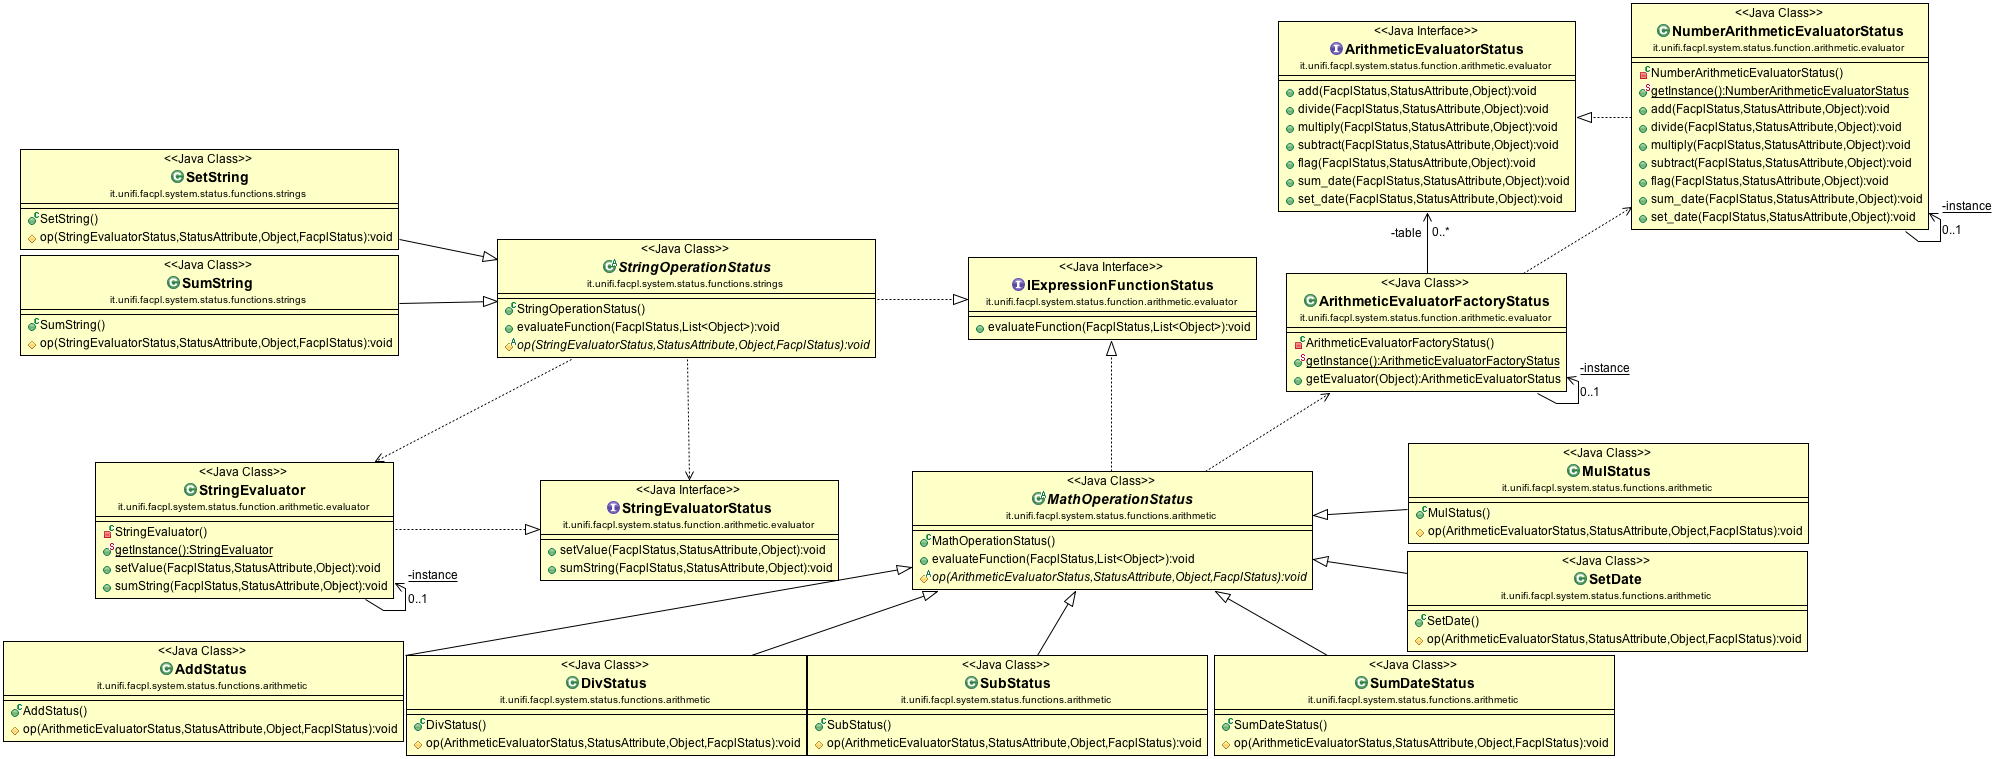 <<Java Class>>
SetString
it.unifi.facpl.system.status.functions.strings
SetString()
op(StringEvaluatorStatus,StatusAttribute,Object,FacplStatus):void
<<Java Class>>
SumString
it.unifi.facpl.system.status.functions.strings
SumString()
op(StringEvaluatorStatus,StatusAttribute,Object,FacplStatus):void
<<Java Class>>
StringOperationStatus
it.unifi.facpl.system.status.functions.strings
StringOperationStatus()
evaluateFunction(FacplStatus,List<Object>):void
op(StringEvaluatorStatus,StatusAttribute,Object,FacplStatus):void
<<Java Interface>>
IExpressionFunctionStatus
it.unifi.facpl.system.status.function.arithmetic.evaluator
evaluateFunction(FacplStatus,List<Object>):void
<<Java Interface>>
ArithmeticEvaluatorStatus
it.unifi.facpl.system.status.function.arithmetic.evaluator
add(FacplStatus,StatusAttribute,Object):void
divide(FacplStatus,StatusAttribute,Object):void
multiply(FacplStatus,StatusAttribute,Object):void
subtract(FacplStatus,StatusAttribute,Object):void
flag(FacplStatus,StatusAttribute,Object):void
sum_date(FacplStatus,StatusAttribute,Object):void
set_date(FacplStatus,StatusAttribute,Object):void
<<Java Class>>
NumberArithmeticEvaluatorStatus
it.unifi.facpl.system.status.function.arithmetic.evaluator
NumberArithmeticEvaluatorStatus()
getInstance():NumberArithmeticEvaluatorStatus
add(FacplStatus,StatusAttribute,Object):void
divide(FacplStatus,StatusAttribute,Object):void
multiply(FacplStatus,StatusAttribute,Object):void
subtract(FacplStatus,StatusAttribute,Object):void
flag(FacplStatus,StatusAttribute,Object):void
sum_date(FacplStatus,StatusAttribute,Object):void
set_date(FacplStatus,StatusAttribute,Object):void
-instance
0..1
-table
0..*
<<Java Class>>
ArithmeticEvaluatorFactoryStatus
it.unifi.facpl.system.status.function.arithmetic.evaluator
ArithmeticEvaluatorFactoryStatus()
getInstance():ArithmeticEvaluatorFactoryStatus
getEvaluator(Object):ArithmeticEvaluatorStatus
-instance
0..1
<<Java Class>>
StringEvaluator
it.unifi.facpl.system.status.function.arithmetic.evaluator
StringEvaluator()
getInstance():StringEvaluator
setValue(FacplStatus,StatusAttribute,Object):void
sumString(FacplStatus,StatusAttribute,Object):void
-instance
0..1
<<Java Interface>>
StringEvaluatorStatus
it.unifi.facpl.system.status.function.arithmetic.evaluator
setValue(FacplStatus,StatusAttribute,Object):void
sumString(FacplStatus,StatusAttribute,Object):void
<<Java Class>>
MathOperationStatus
it.unifi.facpl.system.status.functions.arithmetic
MathOperationStatus()
evaluateFunction(FacplStatus,List<Object>):void
op(ArithmeticEvaluatorStatus,StatusAttribute,Object,FacplStatus):void
<<Java Class>>
MulStatus
it.unifi.facpl.system.status.functions.arithmetic
MulStatus()
op(ArithmeticEvaluatorStatus,StatusAttribute,Object,FacplStatus):void
<<Java Class>>
SetDate
it.unifi.facpl.system.status.functions.arithmetic
SetDate()
op(ArithmeticEvaluatorStatus,StatusAttribute,Object,FacplStatus):void
<<Java Class>>
AddStatus
it.unifi.facpl.system.status.functions.arithmetic
AddStatus()
op(ArithmeticEvaluatorStatus,StatusAttribute,Object,FacplStatus):void
<<Java Class>>
DivStatus
it.unifi.facpl.system.status.functions.arithmetic
DivStatus()
op(ArithmeticEvaluatorStatus,StatusAttribute,Object,FacplStatus):void
<<Java Class>>
SubStatus
it.unifi.facpl.system.status.functions.arithmetic
SubStatus()
op(ArithmeticEvaluatorStatus,StatusAttribute,Object,FacplStatus):void
<<Java Class>>
SumDateStatus
it.unifi.facpl.system.status.functions.arithmetic
SumDateStatus()
op(ArithmeticEvaluatorStatus,StatusAttribute,Object,FacplStatus):void